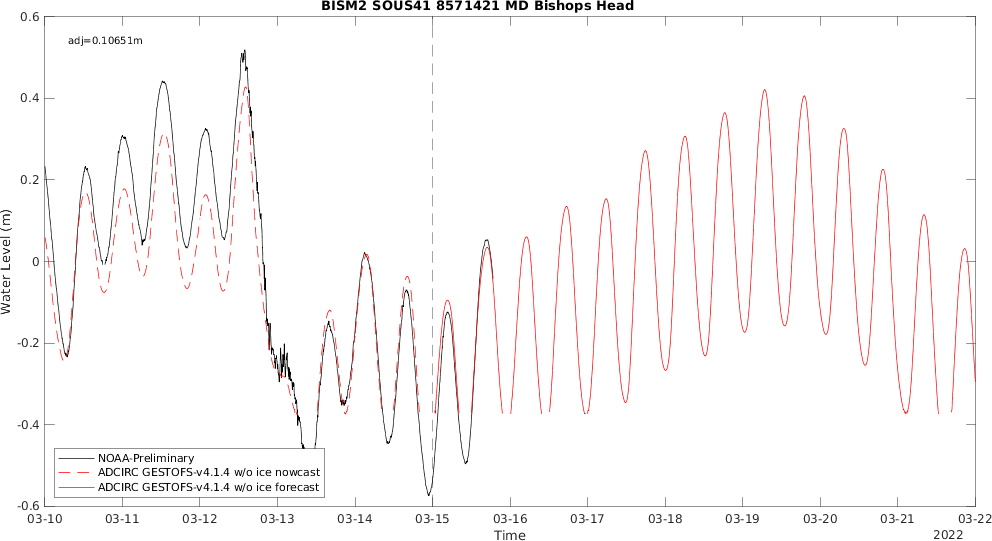 BISM2 SOUS41 8571421 MD Bishops Head
adj=0.10651m
0.6
0.4
0.2
0
-0.2
-0.4
-0.6
Water Level (m)
NOAA-Preliminary
ADCIRC GESTOFS-v4.1.4 w/o ice nowcast
ADCIRC GESTOFS-v4.1.4 w/o ice forecast
03-10 03-11 03-12 03-13 03-14 03-15 03-16 03-17 03-18 03-19 03-20 03-21 03-22
Time
2022